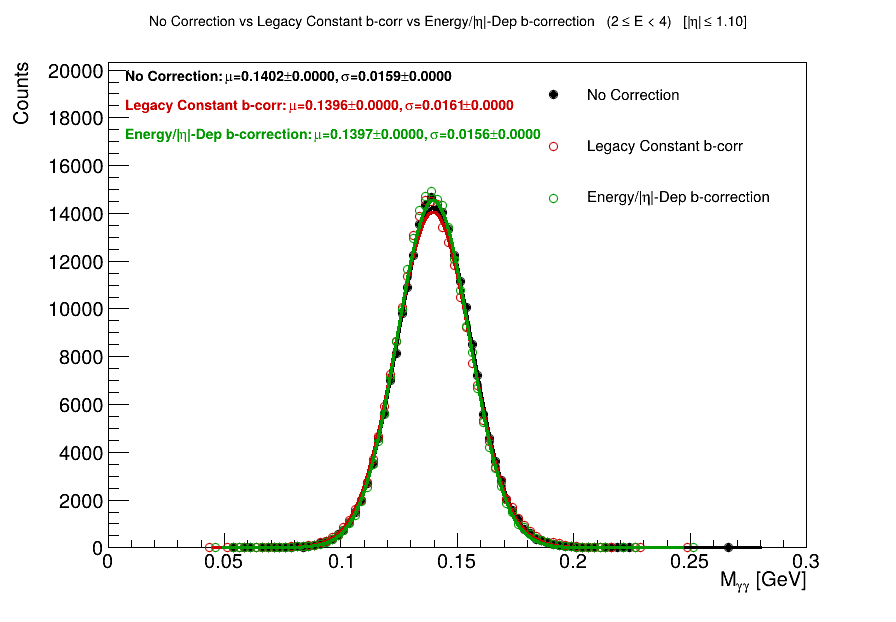 No Correction vs Legacy Constant b-corr vs Energy/|η|-Dep b-correction (2 ≤ E < 4) [|η| ≤ 1.10]
Counts
20000
18000
16000
14000
12000
10000
8000
6000
4000
2000
0
No Correction: μ=0.1402±0.0000, σ=0.0159±0.0000
Legacy Constant b-corr: μ=0.1396±0.0000, σ=0.0161±0.0000
Energy/|η|-Dep b-correction: μ=0.1397±0.0000, σ=0.0156±0.0000
No Correction
Legacy Constant b-corr
Energy/|η|-Dep b-correction
0 0.05 0.1 0.15 0.2 0.25 0.3
Mγγ [GeV]